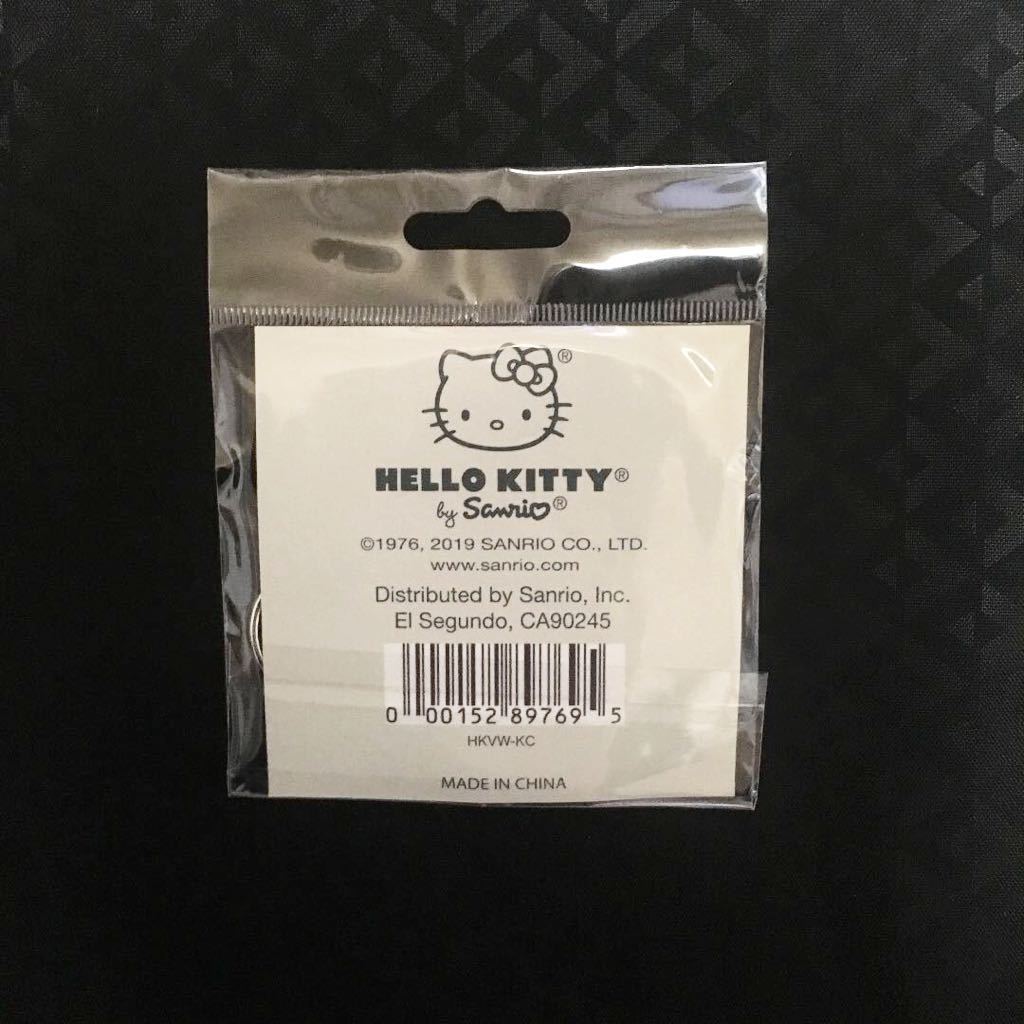 ®
HELLO KITTY®
by Sanrio®
©1976, 2019 SANRIO CO., LTD.
www.sanrio.com
Distributed by Sanrio, Inc.
El Segundo, CA90245
0 00152 89769 5
HKVW-KC
MADE IN CHINA